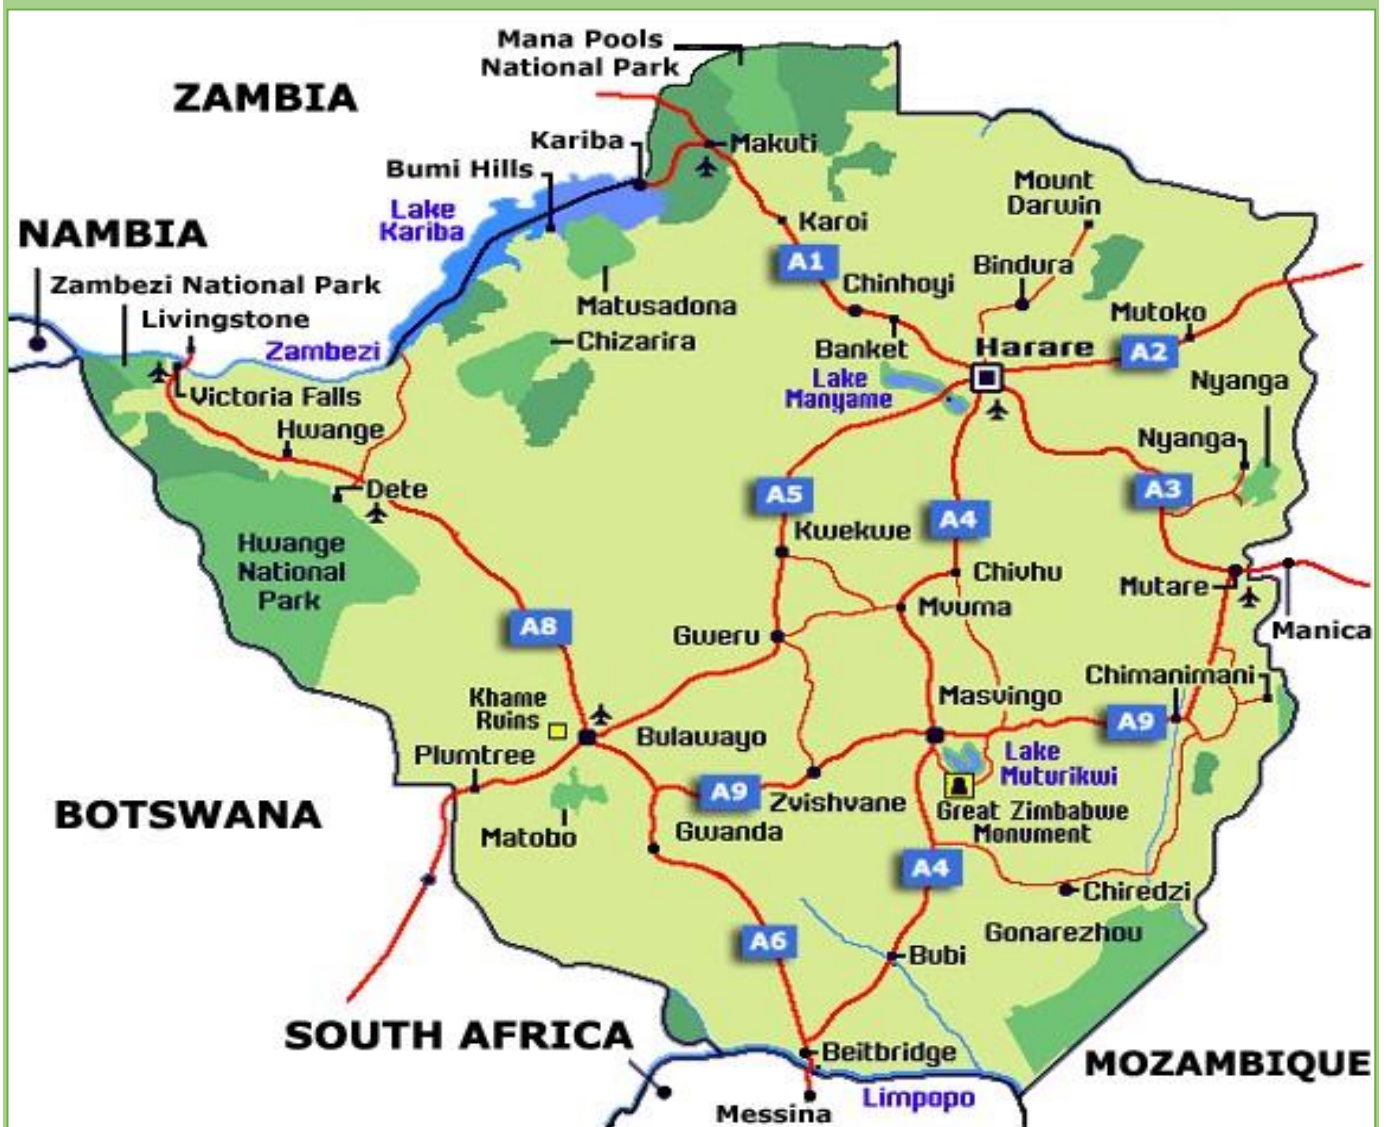 Mana Pools
National Park
ZAMBIA
Kariba
Makuti
Bumi Hills
Mount
Darwin
Lake
Kariba
Karoi
NAMBIA
A1
Bindura
Zambezi National Park
Chinhoyi
Matusadona
Mutoko
Livingstone
Chizarira
Zambezi
Banket
Harare
A2
Lake
Manyame
Nyanga
Victoria Falls
Hwange
Nyanga
Dete
A5
A3
A4
Kwekwe
Hwange
National
Park
Chivhu
Mutare
Mvuma
A8
Gweru
Manica
Chimanimani
Khame
Ruins
Masvingo
A9
Bulawayo
Plumtree
Lake
Muturikwi
A9
Zvishvane
BOTSWANA
Great Zimbabwe
Monument
Matobo
Gwanda
A4
Chiredzi
Gonarezhou
A6
Bubi
SOUTH AFRICA
Beitbridge
MOZAMBIQUE
Limpopo
Messina